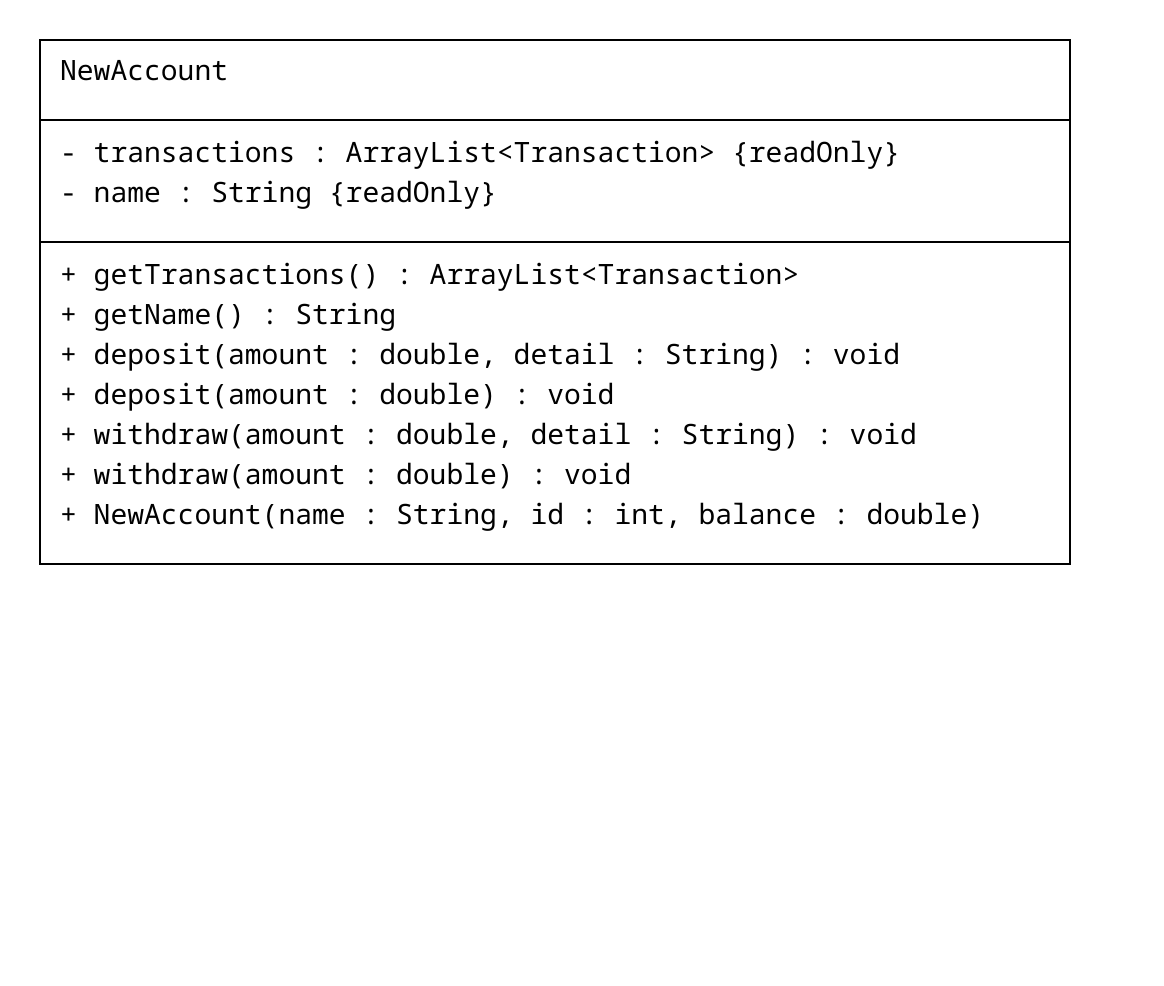 NewAccount
- transactions : ArrayList<Transaction> {readOnly}
- name : String {readOnly}
+ getTransactions() : ArrayList<Transaction>
+ getName() : String
+ deposit(amount : double, detail : String) : void
+ deposit(amount : double) : void
+ withdraw(amount : double, detail : String) : void
+ withdraw(amount : double) : void
+ NewAccount(name : String, id : int, balance : double)